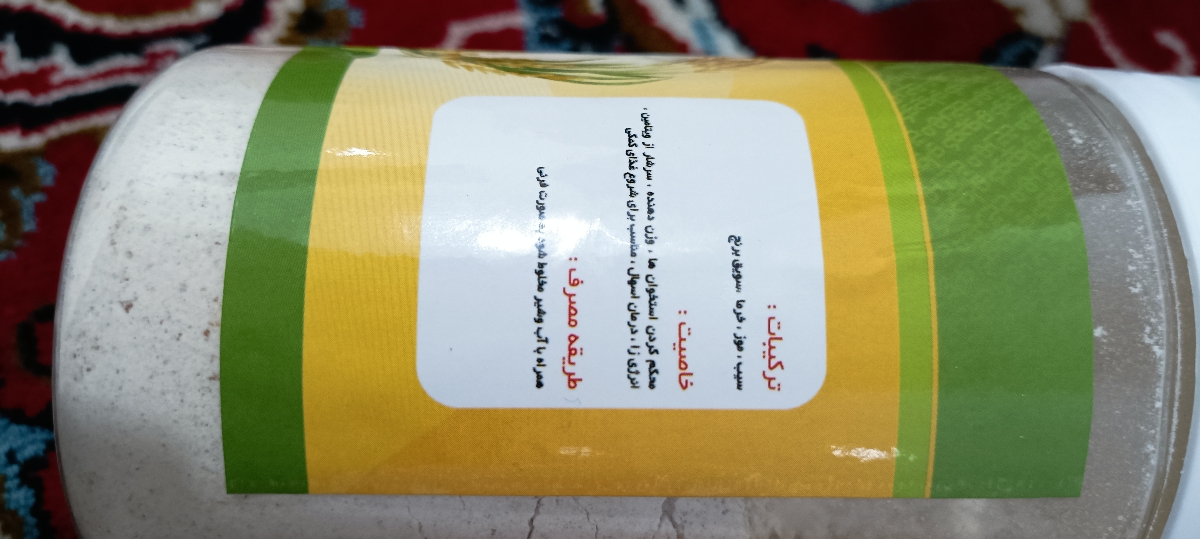 ترکیبات :
سیب ، موز ، خرما ،سویق برنج
خاصیت :
محکم کردن استخوان ها ، وزن دهنده ، سرشار از ویتامین ،
انرژی زا ، درمان اسهال ، مناسب برای شروع غذای کمکی
طریقه مصرف :
همراه با آب وشیر مخلوط شود به صورت فرنی